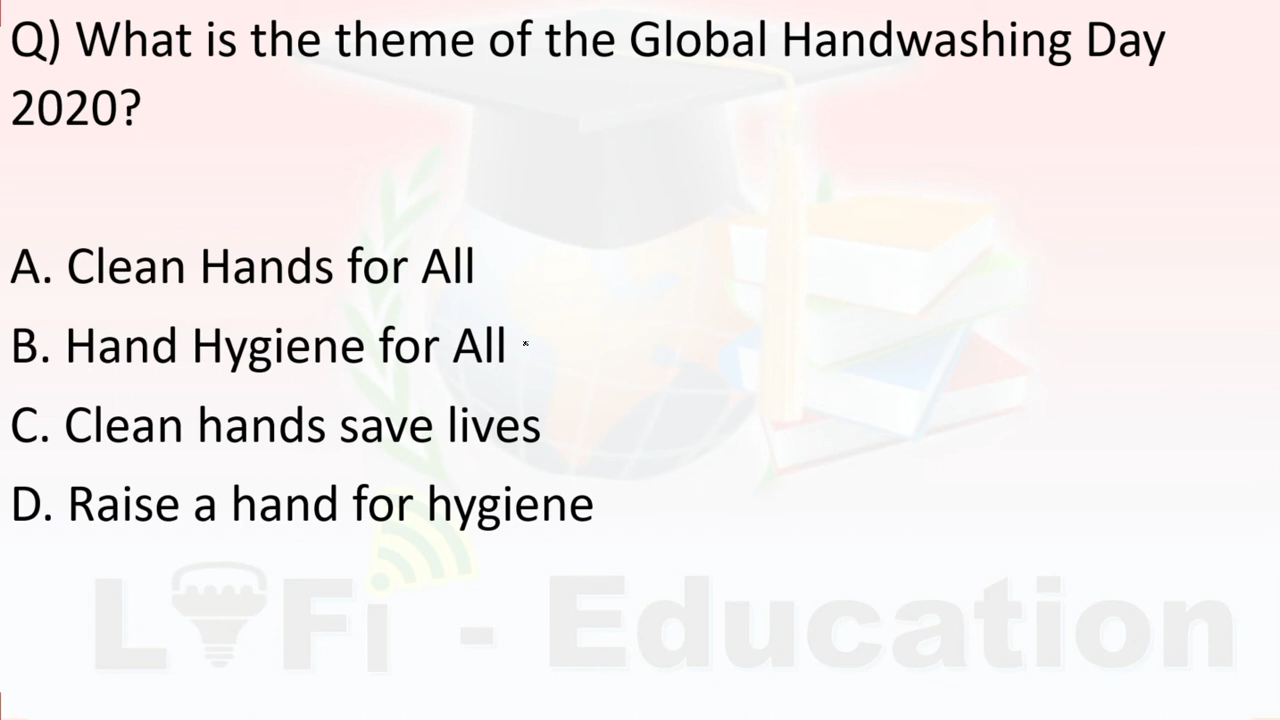 Q) What is the theme of the Global Handwashing Day
2020?
A. Clean Hands for All
B. Hand Hygiene for All
C. Clean hands save lives
D. Raise a hand for hygiene
LiFi - Education